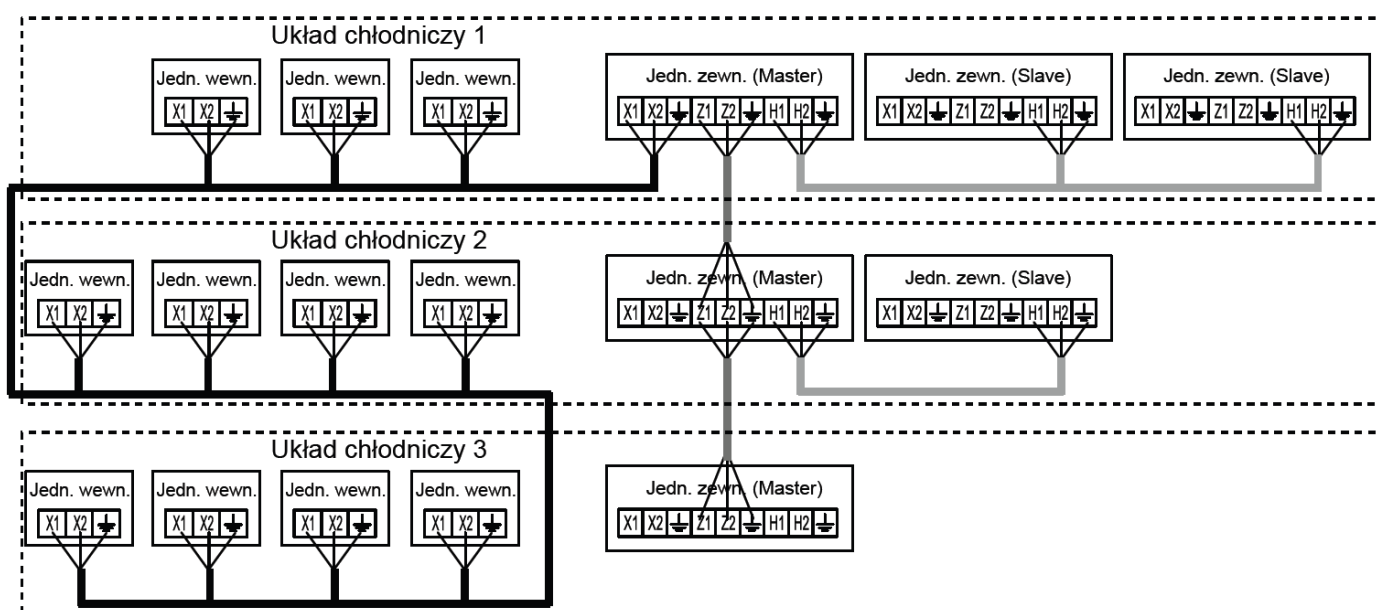 Układ chłodniczy 1
Jedn. wewn. Jedn. wewn. Jedn. wewn. Jedn. zewn. (Master) Jedn. zewn. (Slave) Jedn. zewn. (Slave)
X1 X2 X1 X2 X1 X2 X1 X2 Z1 Z2 H1 H2 X1 X2 Z1 Z2 H1 H2 X1 X2 Z1 Z2 H1 H2
Układ chłodniczy 2
Jedn. wewn. Jedn. wewn. Jedn. wewn. Jedn. wewn. Jedn. zewn. (Master) Jedn. zewn. (Slave)
X1 X2 X1 X2 X1 X2 X1 X2 X1 X2 Z1 Z2 H1 H2 X1 X2 Z1 Z2 H1 H2
Układ chłodniczy 3
Jedn. wewn. Jedn. wewn. Jedn. wewn. Jedn. wewn. Jedn. zewn. (Master)
X1 X2 X1 X2 X1 X2 X1 X2 X1 X2 Z1 Z2 H1 H2